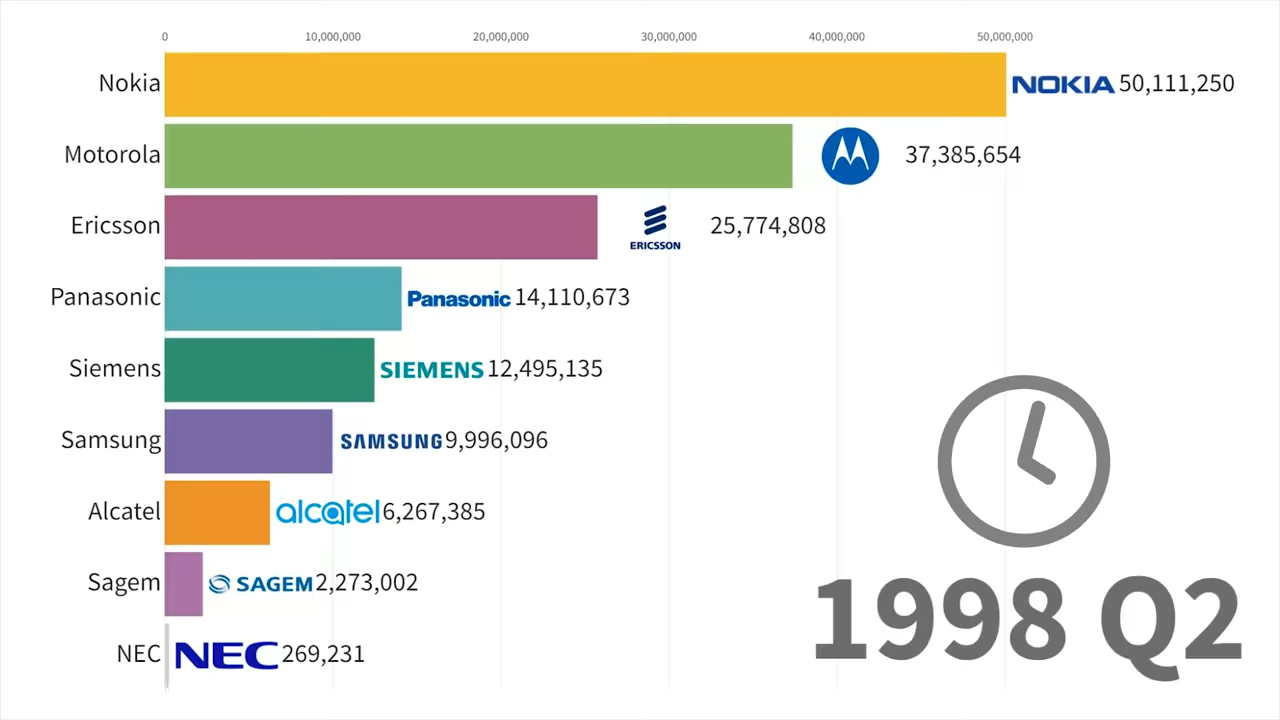 0 10,000,000 20,000,000 30,000,000 40,000,000 50,000,000
Nokia NOKIA 50,111,250
Motorola 37,385,654
Ericsson ERICSSON 25,774,808
Panasonic Panasonic 14,110,673
Siemens SIEMENS 12,495,135
Samsung SAMSUNG 9,996,096
Alcatel alcatel 6,267,385
Sagem SAGEM 2,273,002
NEC NEC 269,231
1998 Q2